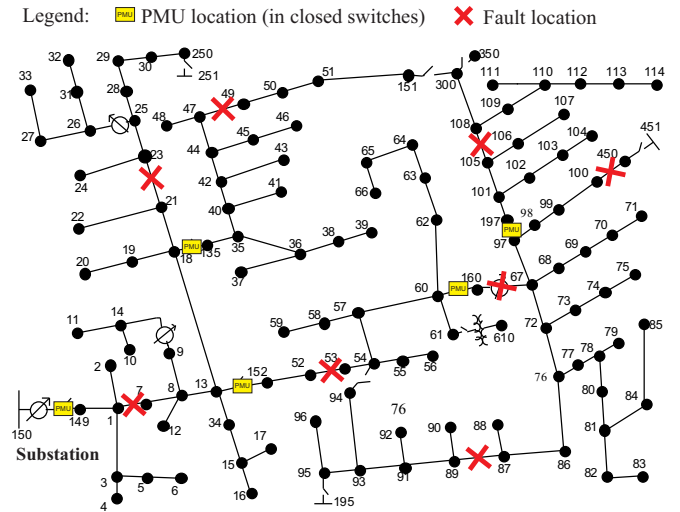 Legend: PMU PMU location (in closed switches) Fault location
32 29 30 250 251 51 350
33 31 28 50 151 300 111 110 112 113 114
49 47 48 25 26 109 107
27 46 45 64 108 106 104 451
23 44 43 65 105 103 450
24 42 41 63 66 102 100
21 40 101 99
22 39 38 62 197 98 70 71
PMU 135 35 36 PMU 97 69
18 19 20 37 67 68 75
60 PMU 160 74
57 58 59 73
14 11 61 610 72 85
10 9 53 54 79 78
2 52 55 56 77
7 8 13 PMU 152 76 80
PMU 94 84
150 149 1 12 34 96 76 90 88 81
Substation 17 92
15 86
3 5 6 95 93 91 89 87 82 83
4 16 195